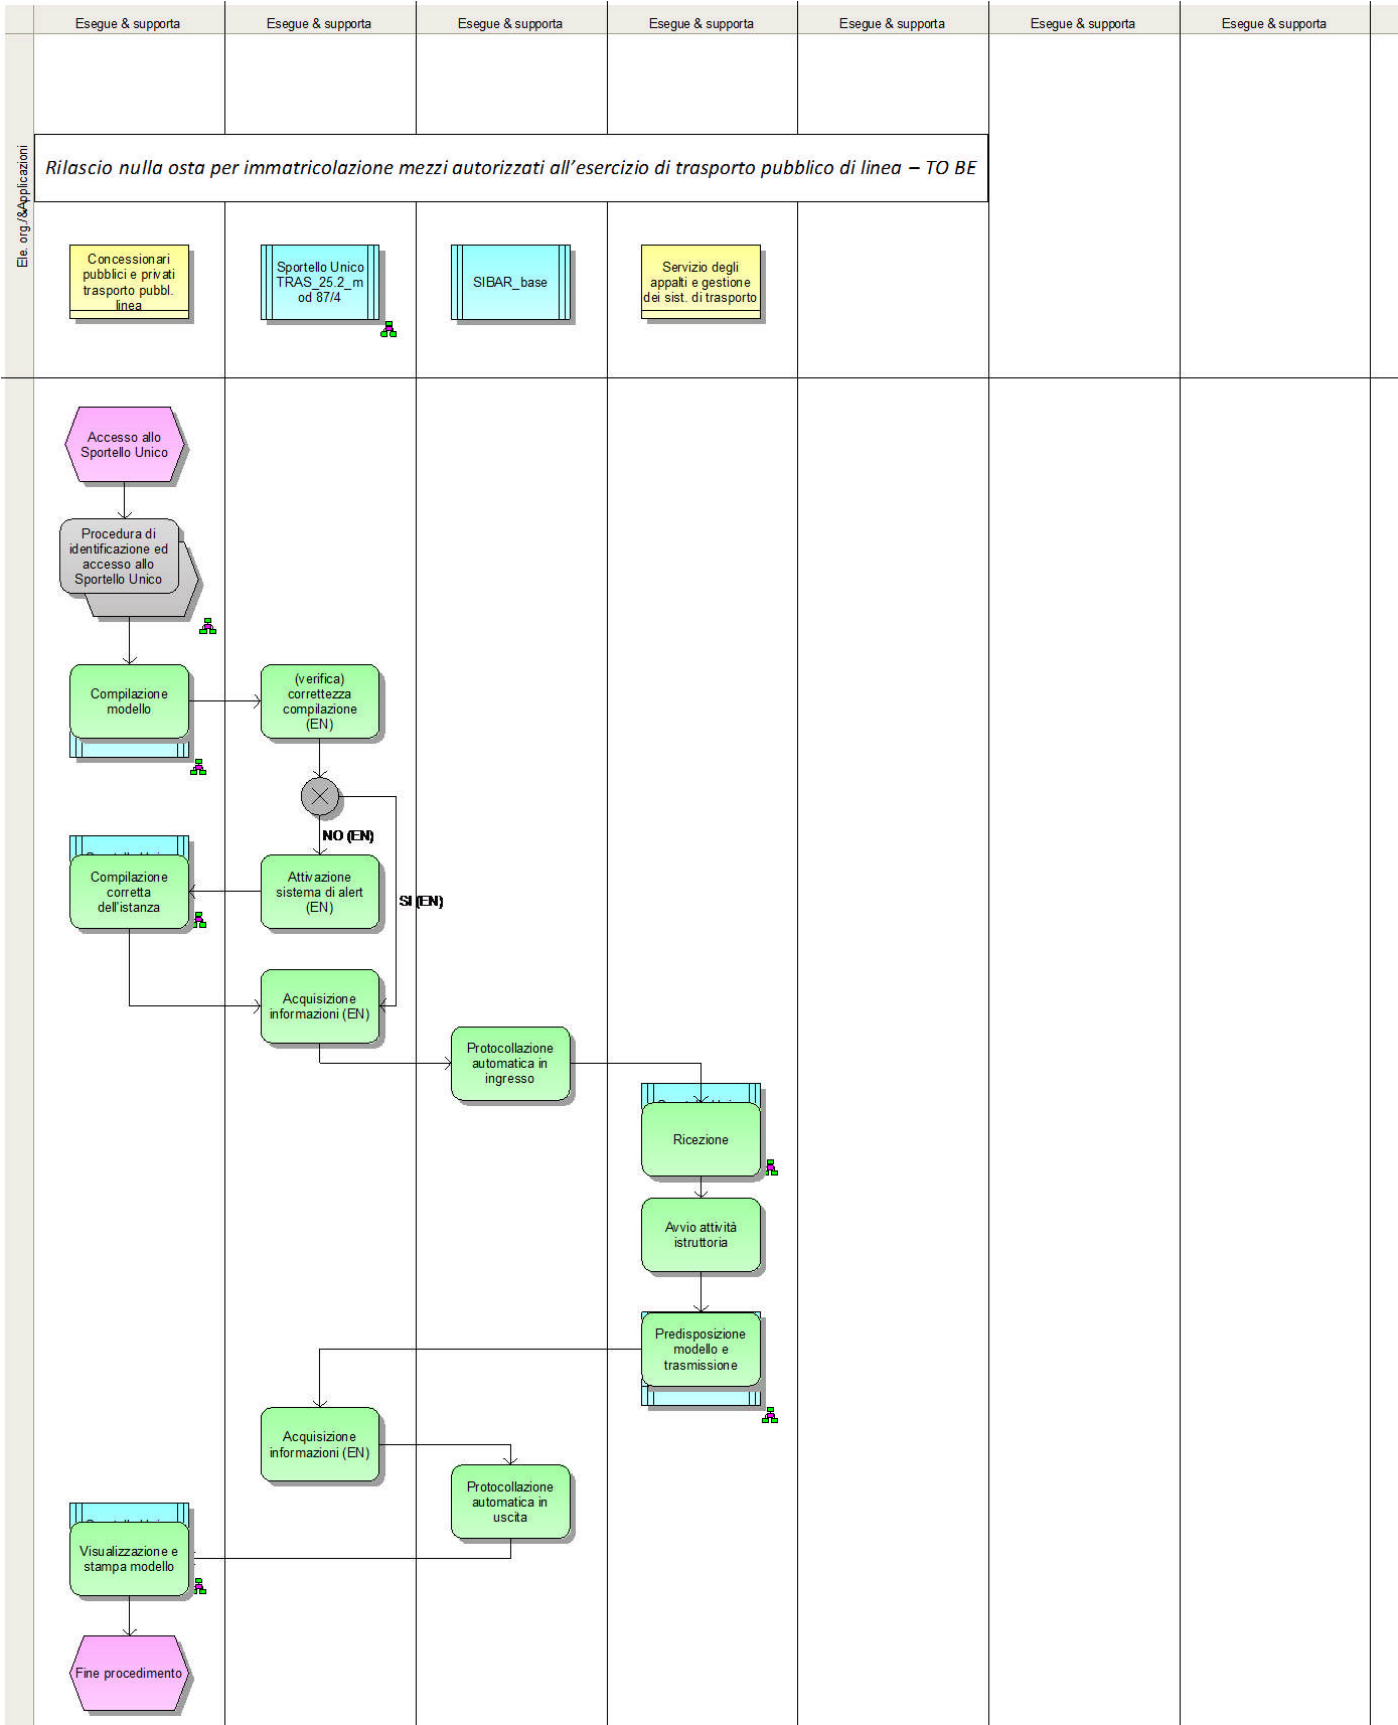 Esegue & supporta
Esegue & supporta
Esegue & supporta
Esegue & supporta
Esegue & supporta
Esegue & supporta
Esegue & supporta
Ele. org./&Applicazioni
Rilascio nulla osta per immatricolazione mezzi autorizzati all'esercizio di trasporto pubblico di linea – TO BE
Concessionari
pubblici e privati
trasporto pubbl.
linea
Sportello Unico
TRAS_25.2_m
od 87/4
SIBAR_base
Servizio degli
appalti e gestione
dei sist. di trasporto
Accesso allo
Sportello Unico
Procedura di
identificazione ed
accesso allo
Sportello Unico
Compilazione
modello
(verifica)
correttezza
compilazione
(EN)
NO (EN)
Compilazione
corretta
dell'istanza
Attivazione
sistema di alert
(EN)
SI (EN)
Acquisizione
informazioni (EN)
Protocollazione
automatica in
ingresso
Ricezione
Avvio attività
istruttoria
Predisposizione
modello e
trasmissione
Acquisizione
informazioni (EN)
Protocollazione
automatica in
uscita
Visualizzazione e
stampa modello
Fine procedimento